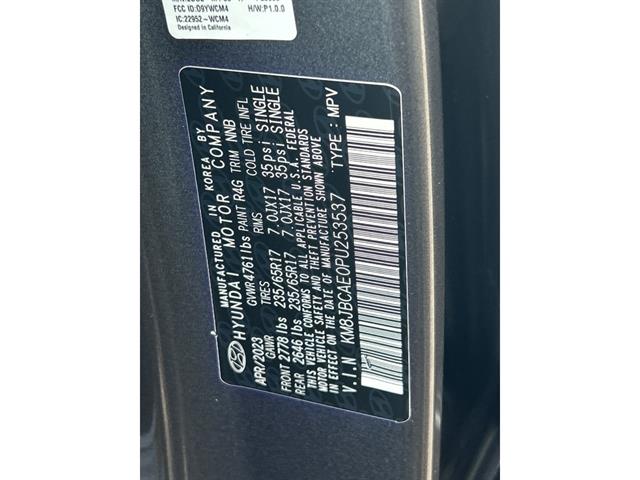 FCC ID:O9YWCM4 H/W:P1.0.0
IC:22952-WCM4
Designed in California
MANUFACTURED IN KOREA BY
HYUNDAI MOTOR COMPANY
APR/2023 GVWR 4761 lbs PAINT R4G TRIM NNB
GAWR TIRES RIMS COLD TIRE INFL
FRONT 2778 lbs 235/65R17 7.0JX17 35psi SINGLE
REAR 2646 lbs 235/65R17 7.0JX17 35psi SINGLE
THIS VEHICLE CONFORMS TO ALL APPLICABLE U.S.A. FEDERAL
MOTOR VEHICLE SAFETY AND THEFT PREVENTION STANDARDS
IN EFFECT ON THE DATE OF MANUFACTURE SHOWN ABOVE
V.I.N KM8JBCAE0PU253537 TYPE: MPV